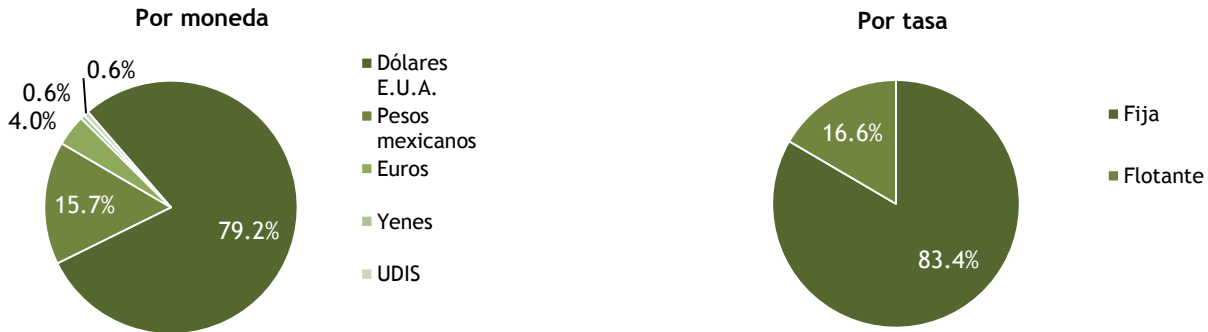 Por moneda
0.6%
0.6%
4.0%
15.7%
79.2%
Dólares
E.U.A.
Pesos
mexicanos
Euros
Yenes
UDIS
Por tasa
16.6%
83.4%
Fija
Flotante